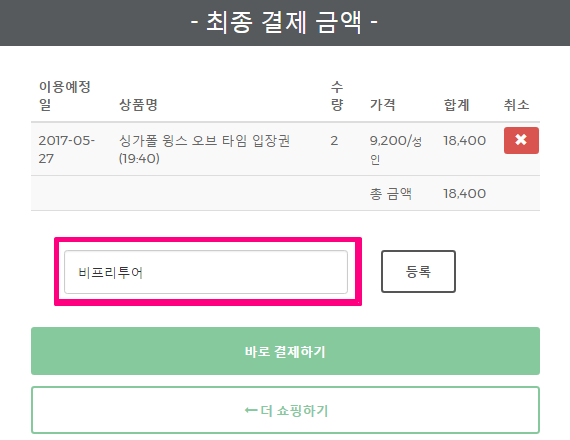 - 최종 결제 금액 -
이용예정
일 상품명 수
량 가격 합계 취소
2017-05-
27 싱가폴 윙스 오브 타임 입장권
(19:40) 2 9,200/성
인 18,400
총 금액 18,400
비프리투어 등록
바로 결제하기
더 쇼핑하기